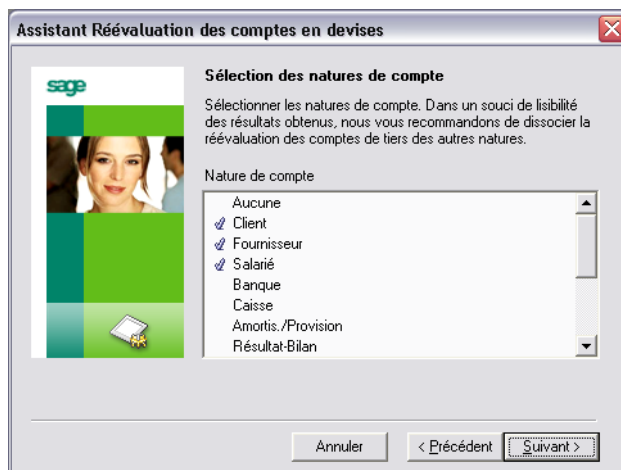 Assistant Réévaluation des comptes en devises
sage
Sélection des natures de compte
Sélectionner les natures de compte. Dans un souci de lisibilité
des résultats obtenus, nous vous recommandons de dissocier la
réévaluation des comptes de tiers des autres natures.
Nature de compte
Aucune
Client
Fournisseur
Salarié
Banque
Caisse
Amortis./Provision
Résultat-Bilan
Annuler
< Précédent
Suivant >